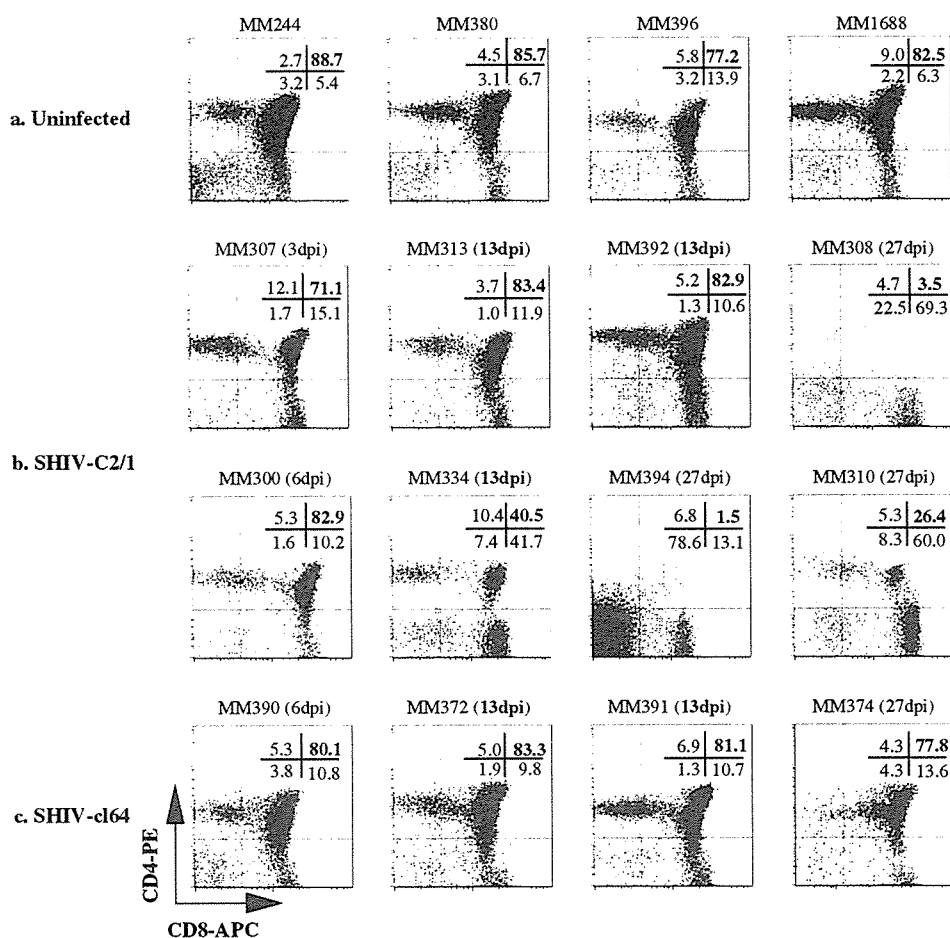 MM244 MM380 MM396 MM1688
2.7 88.7 4.5 85.7 5.8 77.2 9.0 82.5
3.2 5.4 3.1 6.7 3.2 13.9 2.2 6.3
a. Uninfected
MM307 (3dpi) MM313 (13dpi) MM392 (13dpi) MM308 (27dpi)
12.1 71.1 3.7 83.4 5.2 82.9 4.7 3.5
1.7 15.1 1.0 11.9 1.3 10.6 22.5 69.3
b. SHIV-C2/1
MM300 (6dpi) MM334 (13dpi) MM394 (27dpi) MM310 (27dpi)
5.3 82.9 10.4 40.5 6.8 1.5 5.3 26.4
1.6 10.2 7.4 41.7 78.6 13.1 8.3 60.0
MM390 (6dpi) MM372 (13dpi) MM391 (13dpi) MM374 (27dpi)
5.3 80.1 5.0 83.3 6.9 81.1 4.3 77.8
3.8 10.8 1.9 9.8 1.3 10.7 4.3 13.6
c. SHIV-cl64
CD4-PE
CD8-APC